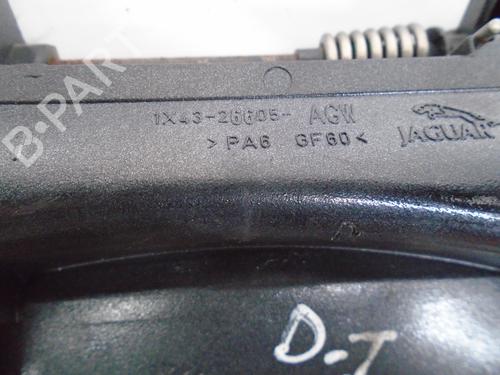 B-PART
1X43-26605- AGW
JAGUAR
>PA6 GF60<
D.J